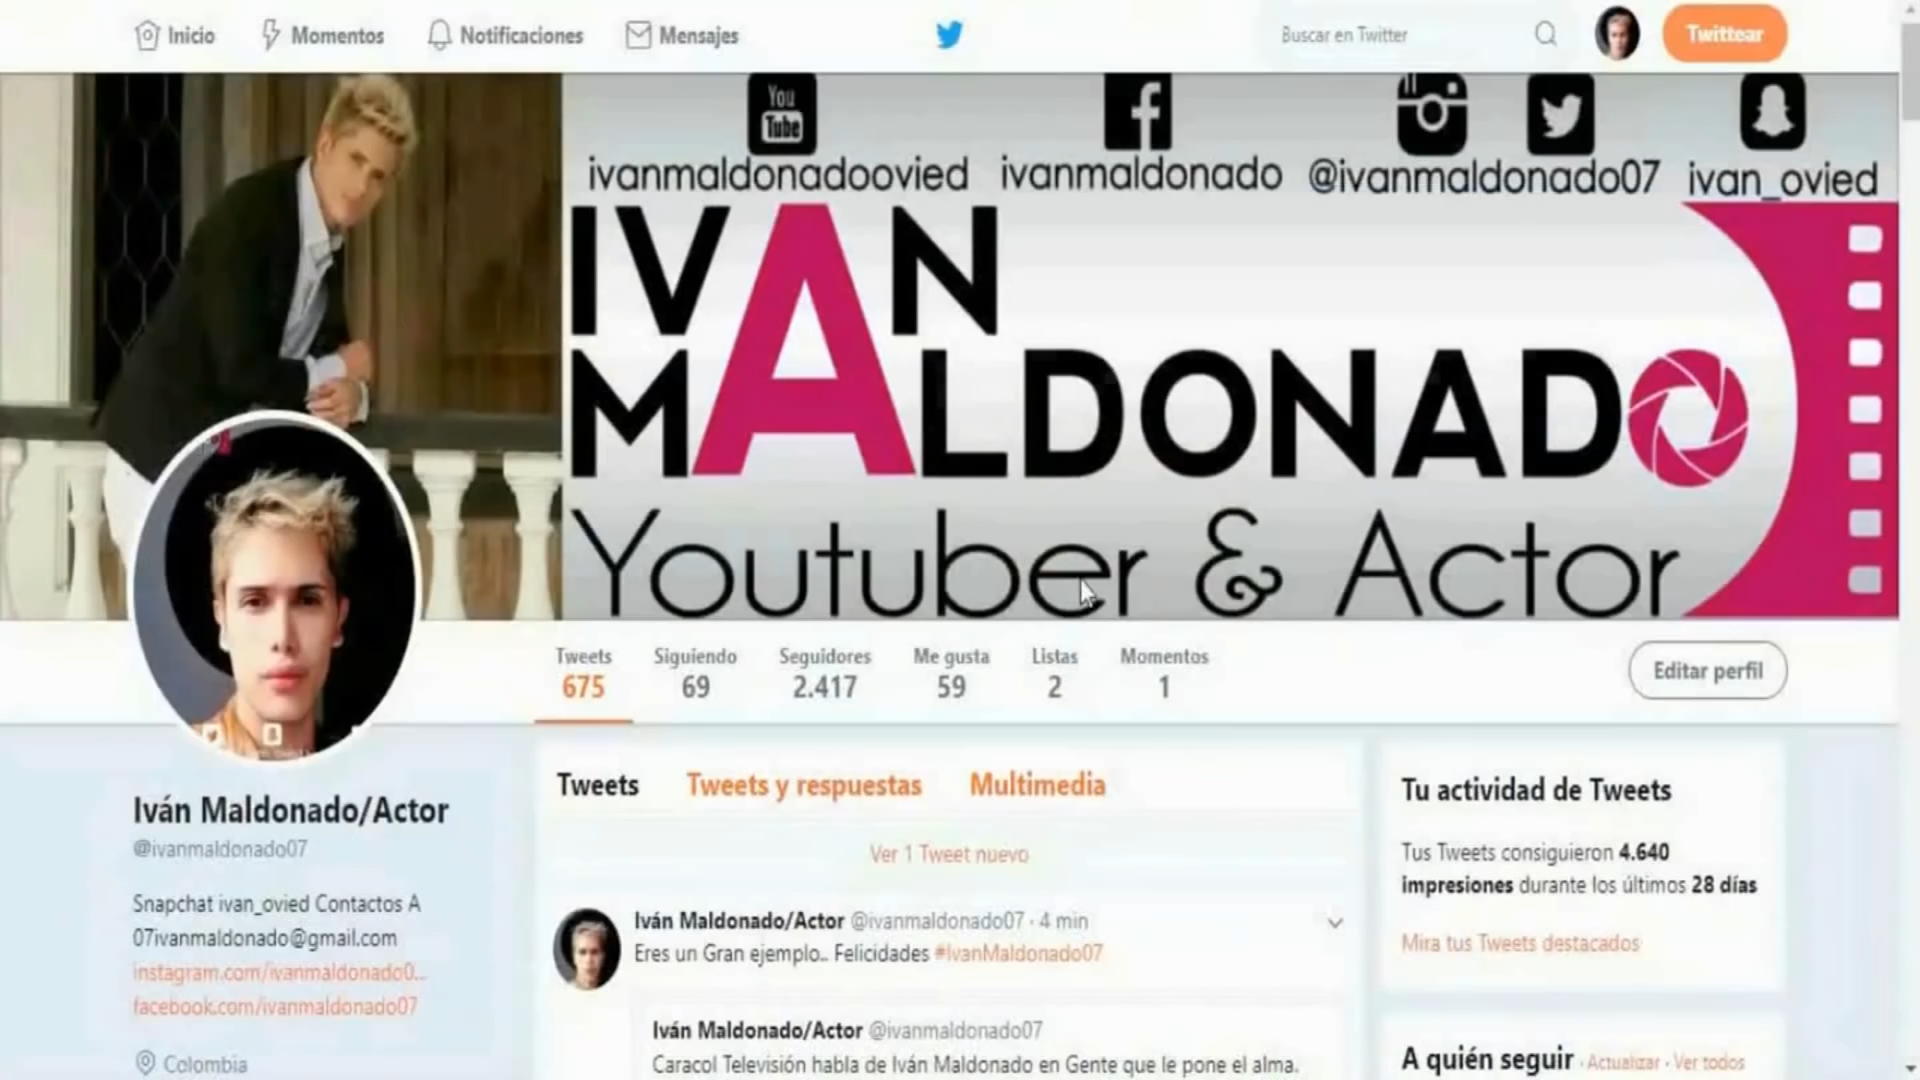 Inicio Momentos Notificaciones Mensajes Buscar en Twitter Twittear
You Tube
ivanmaldonadoovied ivanmaldonado @ivanmaldonado07 ivan_ovied
IVAN
MALDONADO
Youtuber & Actor
Tweets Siguiendo Seguidores Me gusta Listas Momentos
675 69 2.417 59 2 1
Editar perfil
Iván Maldonado/Actor
@ivanmaldonado07
Snapchat ivan_ovied Contactos A
07ivanmaldonado@gmail.com
instagram.com/ivanmaldonado0...
facebook.com/ivanmaldonado07
Colombia
Tweets Tweets y respuestas Multimedia
Ver 1 Tweet nuevo
Iván Maldonado/Actor @ivanmaldonado07 · 4 min
Eres un Gran ejemplo.. Felicidades #IvanMaldonado07
Iván Maldonado/Actor @ivanmaldonado07
Caracol Televisión habla de Iván Maldonado en Gente que le pone el alma.
Tu actividad de Tweets
Tus Tweets consiguieron 4.640
impresiones durante los últimos 28 días
Mira tus Tweets destacados
A quién seguir · Actualizar · Ver todos